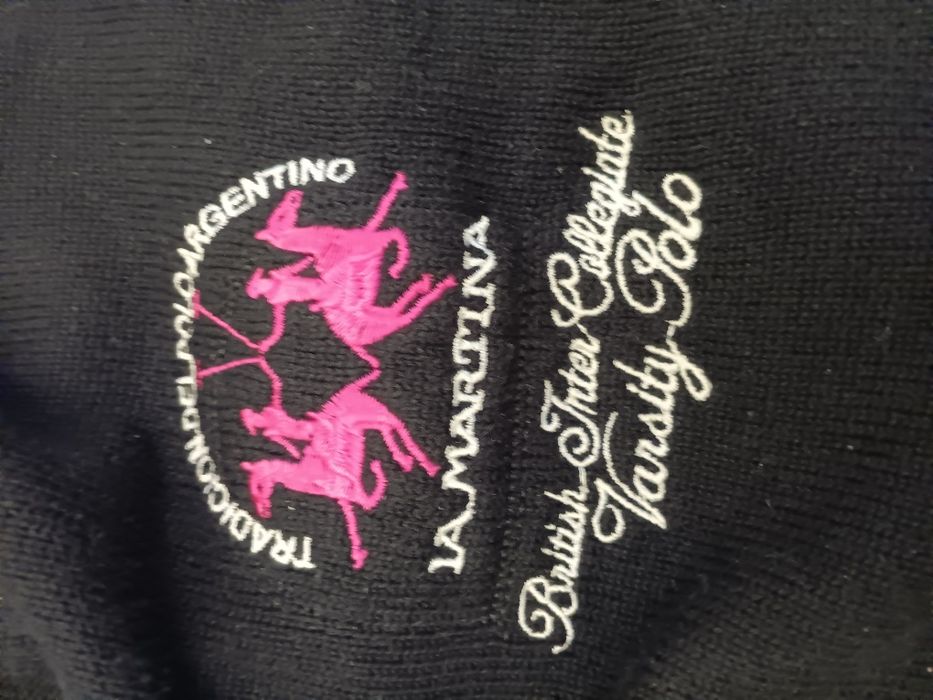 TRADICION DEL POLO ARGENTINO
LA MARTINA
British Inter Collegiate
Varsity Polo